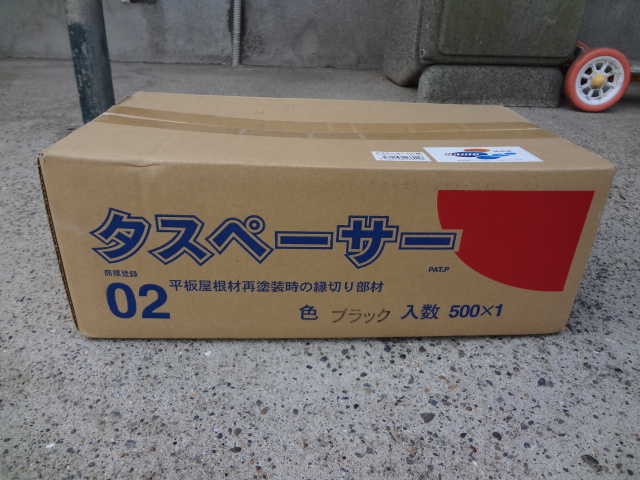 タスペーサー
PAT.P
商標登録
02 平板屋根材再塗装時の縁切り部材
色 ブラック 入数 500×1